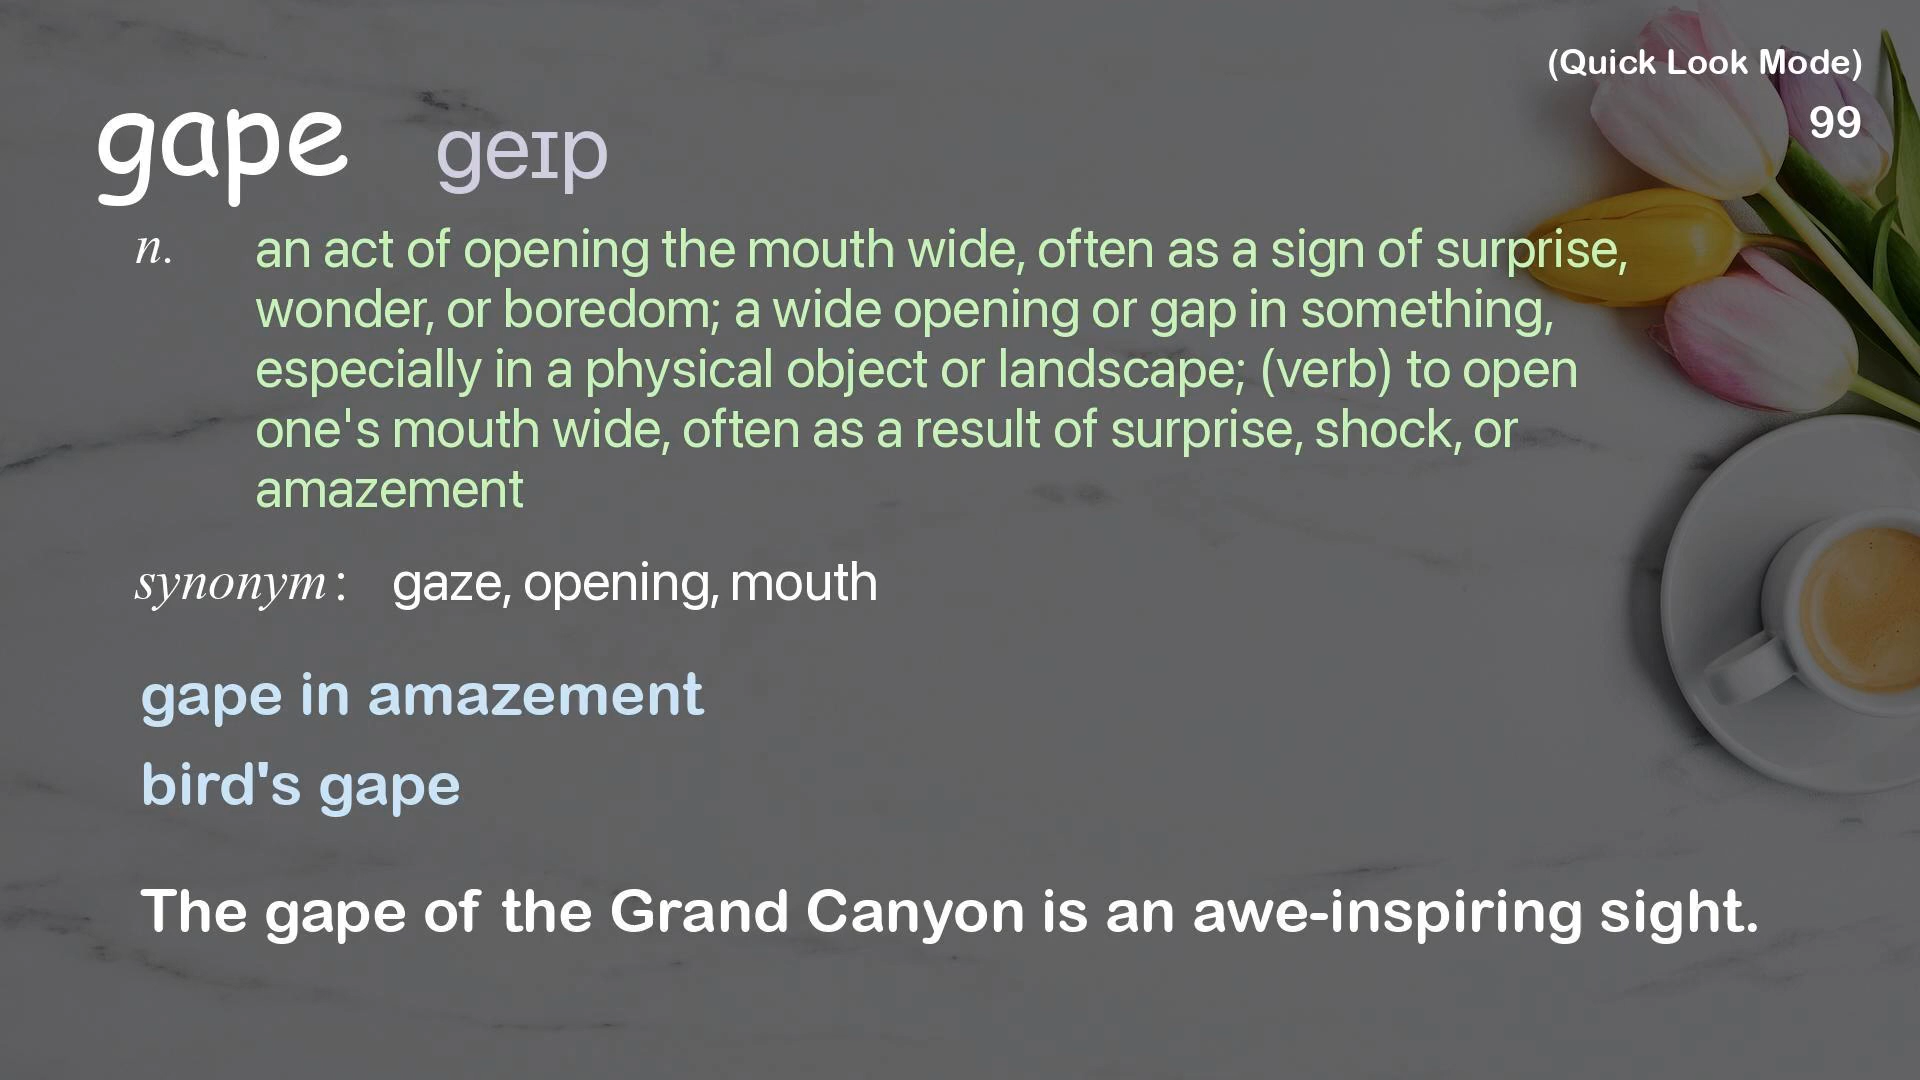 (Quick Look Mode)
99
gape geɪp
n. an act of opening the mouth wide, often as a sign of surprise,
wonder, or boredom; a wide opening or gap in something,
especially in a physical object or landscape; (verb) to open
one's mouth wide, often as a result of surprise, shock, or
amazement
synonym: gaze, opening, mouth
gape in amazement
bird's gape
The gape of the Grand Canyon is an awe-inspiring sight.